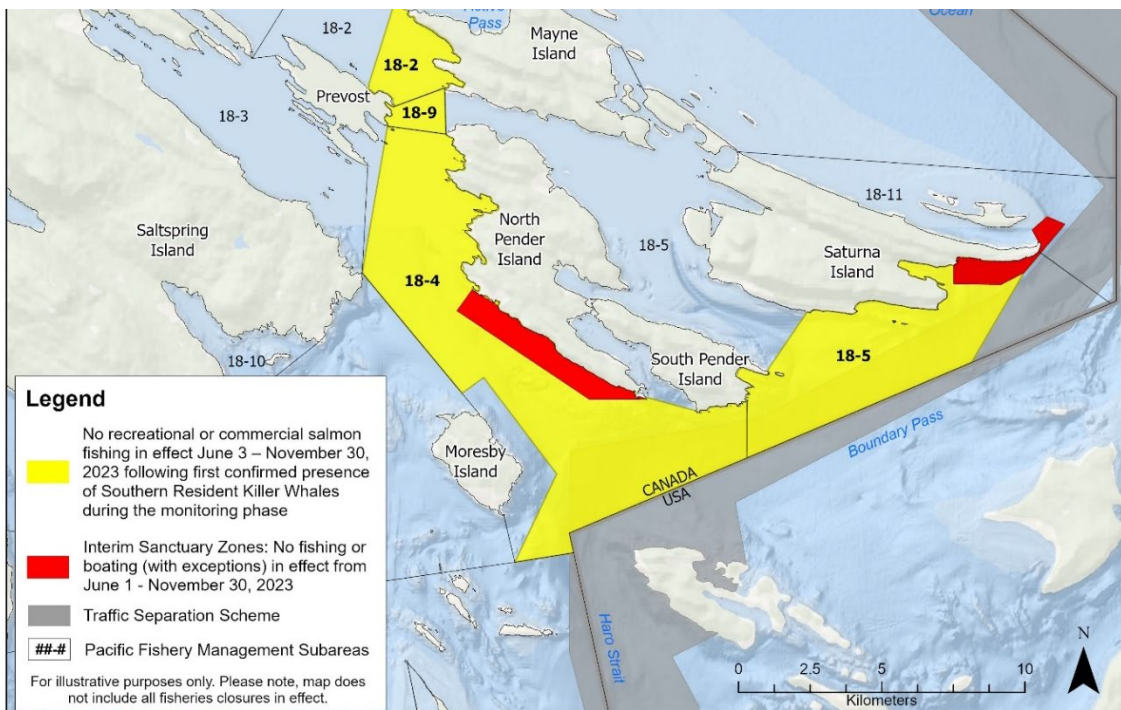 Active
Pass
Ocean
18-2
Mayne
Island
18-2
Prevost
18-9
18-3
18-11
North
Pender
Island
Saltspring
Island
18-5
Saturna
Island
18-4
18-5
South Pender
Island
18-10
Boundary Pass
Moresby
Island
CANADA
USA
Haro Strait
Legend
No recreational or commercial salmon
fishing in effect June 3 – November 30,
2023 following first confirmed presence
of Southern Resident Killer Whales
during the monitoring phase
Interim Sanctuary Zones: No fishing or
boating (with exceptions) in effect from
June 1 - November 30, 2023
Traffic Separation Scheme
##-# Pacific Fishery Management Subareas
For illustrative purposes only. Please note, map does
not include all fisheries closures in effect.
N
0 2.5 5 10
Kilometers